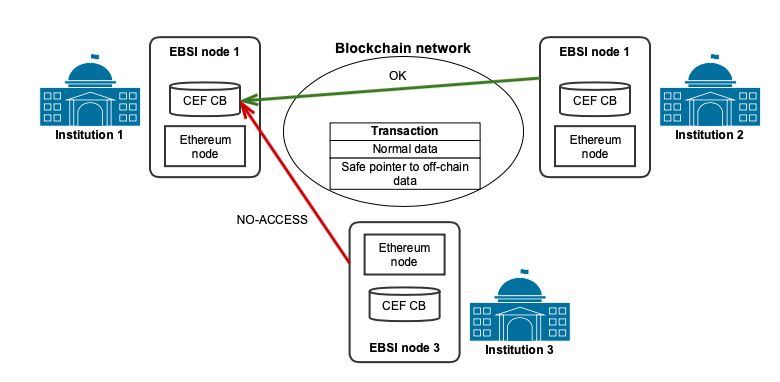 EBSI node 1
CEF CB
Ethereum
node
Institution 1
Blockchain network
OK
Transaction
Normal data
Safe pointer to off-chain
data
EBSI node 1
CEF CB
Ethereum
node
Institution 2
NO-ACCESS
Ethereum
node
CEF CB
EBSI node 3
Institution 3